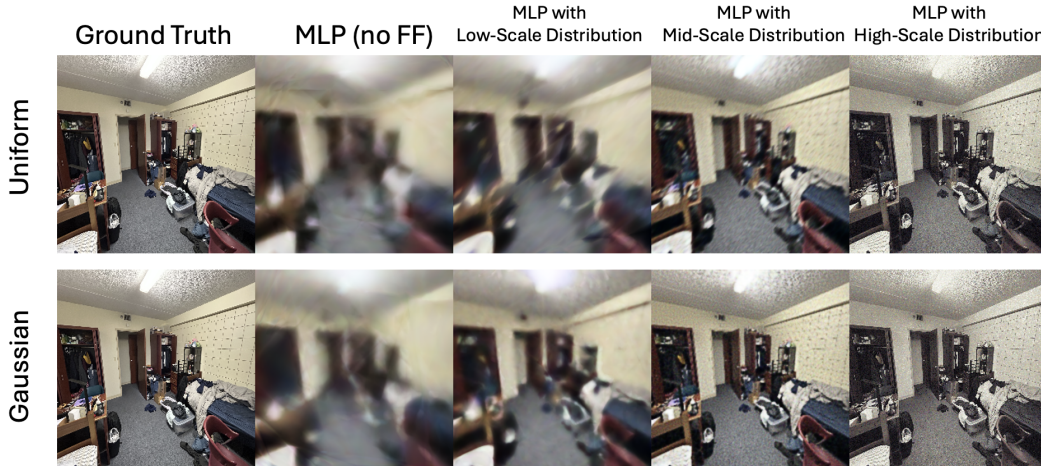 Ground Truth
MLP (no FF)
MLP with
Low-Scale Distribution
MLP with
Mid-Scale Distribution
MLP with
High-Scale Distribution
Uniform
Gaussian